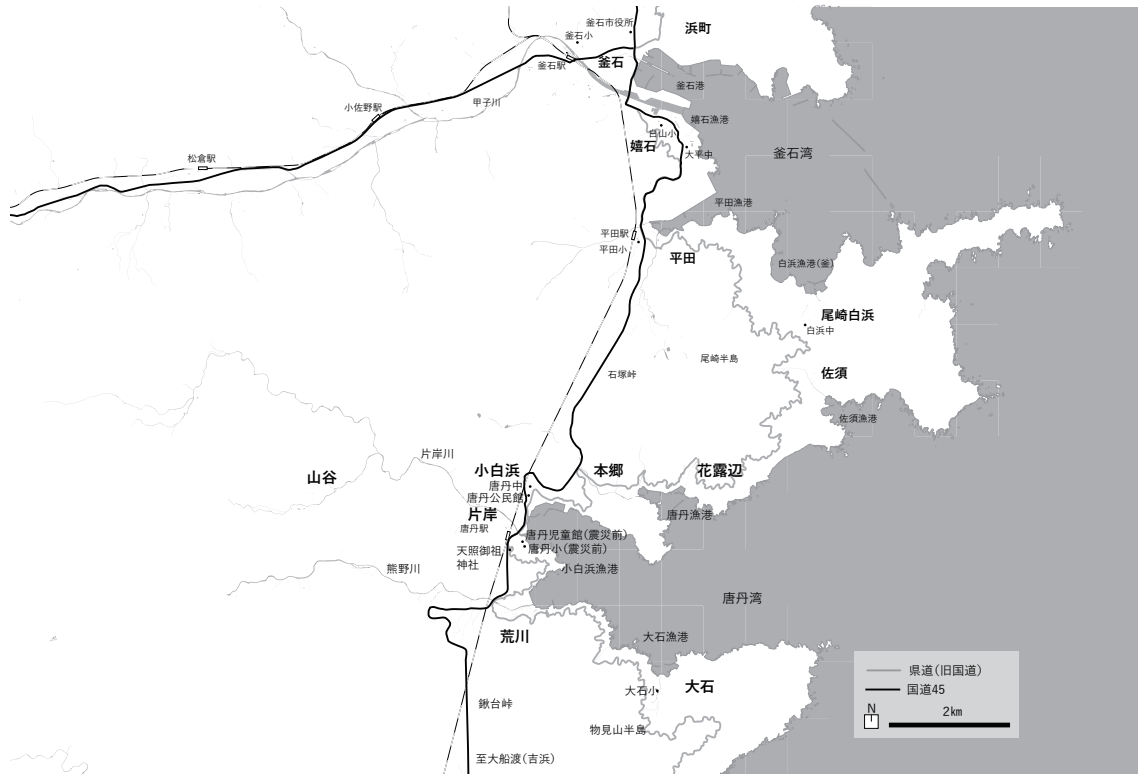 釜石市役所
浜町
釜石小
釜石駅
釜石
釜石港
小佐野駅
甲子川
嬉石漁港
白山小
嬉石
大平中
釜石湾
松倉駅
平田漁港
平田駅
平田小
平田
白浜漁港(釜)
尾崎白浜
白浜中
尾崎半島
石塚峠
佐須
佐須漁港
片岸川
山谷
小白浜
本郷
花露辺
唐丹中
唐丹公民館
片岸
唐丹漁港
唐丹駅
唐丹児童館(震災前)
唐丹小(震災前)
天照御祖
神社
熊野川
小白浜漁港
唐丹湾
荒川
大石漁港
大石小
大石
鍬台峠
物見山半島
至大船渡(吉浜)
県道(旧国道)
国道45
N
2km